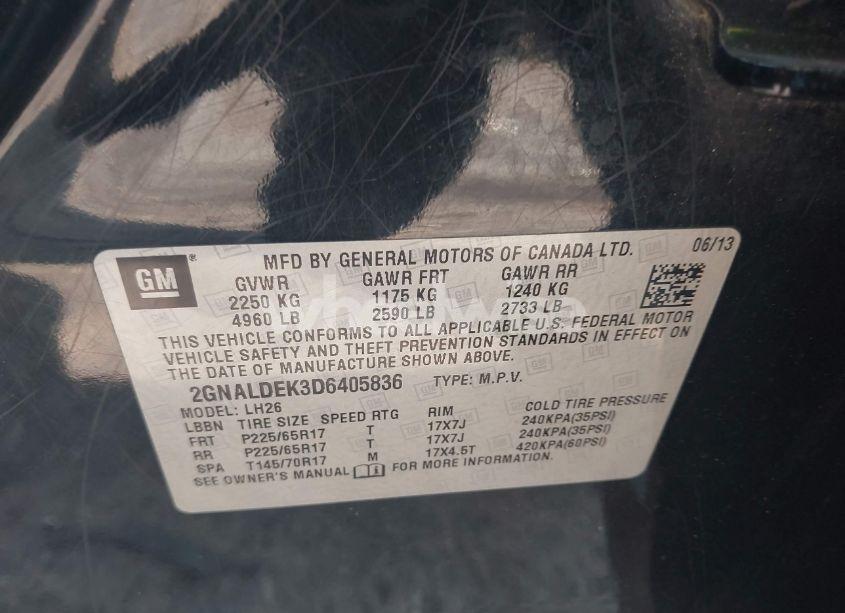 GM
®
MFD BY GENERAL MOTORS OF CANADA LTD. 06/13
GVWR GAWR FRT GAWR RR
2250 KG 1175 KG 1240 KG
4960 LB 2590 LB 2733 LB
THIS VEHICLE CONFORMS TO ALL APPLICABLE U.S. FEDERAL MOTOR
VEHICLE SAFETY AND THEFT PREVENTION STANDARDS IN EFFECT ON
THE DATE OF MANUFACTURE SHOWN ABOVE.
2GNALDEK3D6405836 TYPE: M.P.V.
MODEL: LH26
LBBN TIRE SIZE SPEED RTG RIM COLD TIRE PRESSURE
FRT P225/65R17 T 17X7J 240KPA(35PSI)
RR P225/65R17 T 17X7J 240KPA(35PSI)
SPA T145/70R17 M 17X4.5T 420KPA(60PSI)
SEE OWNER'S MANUAL FOR MORE INFORMATION.